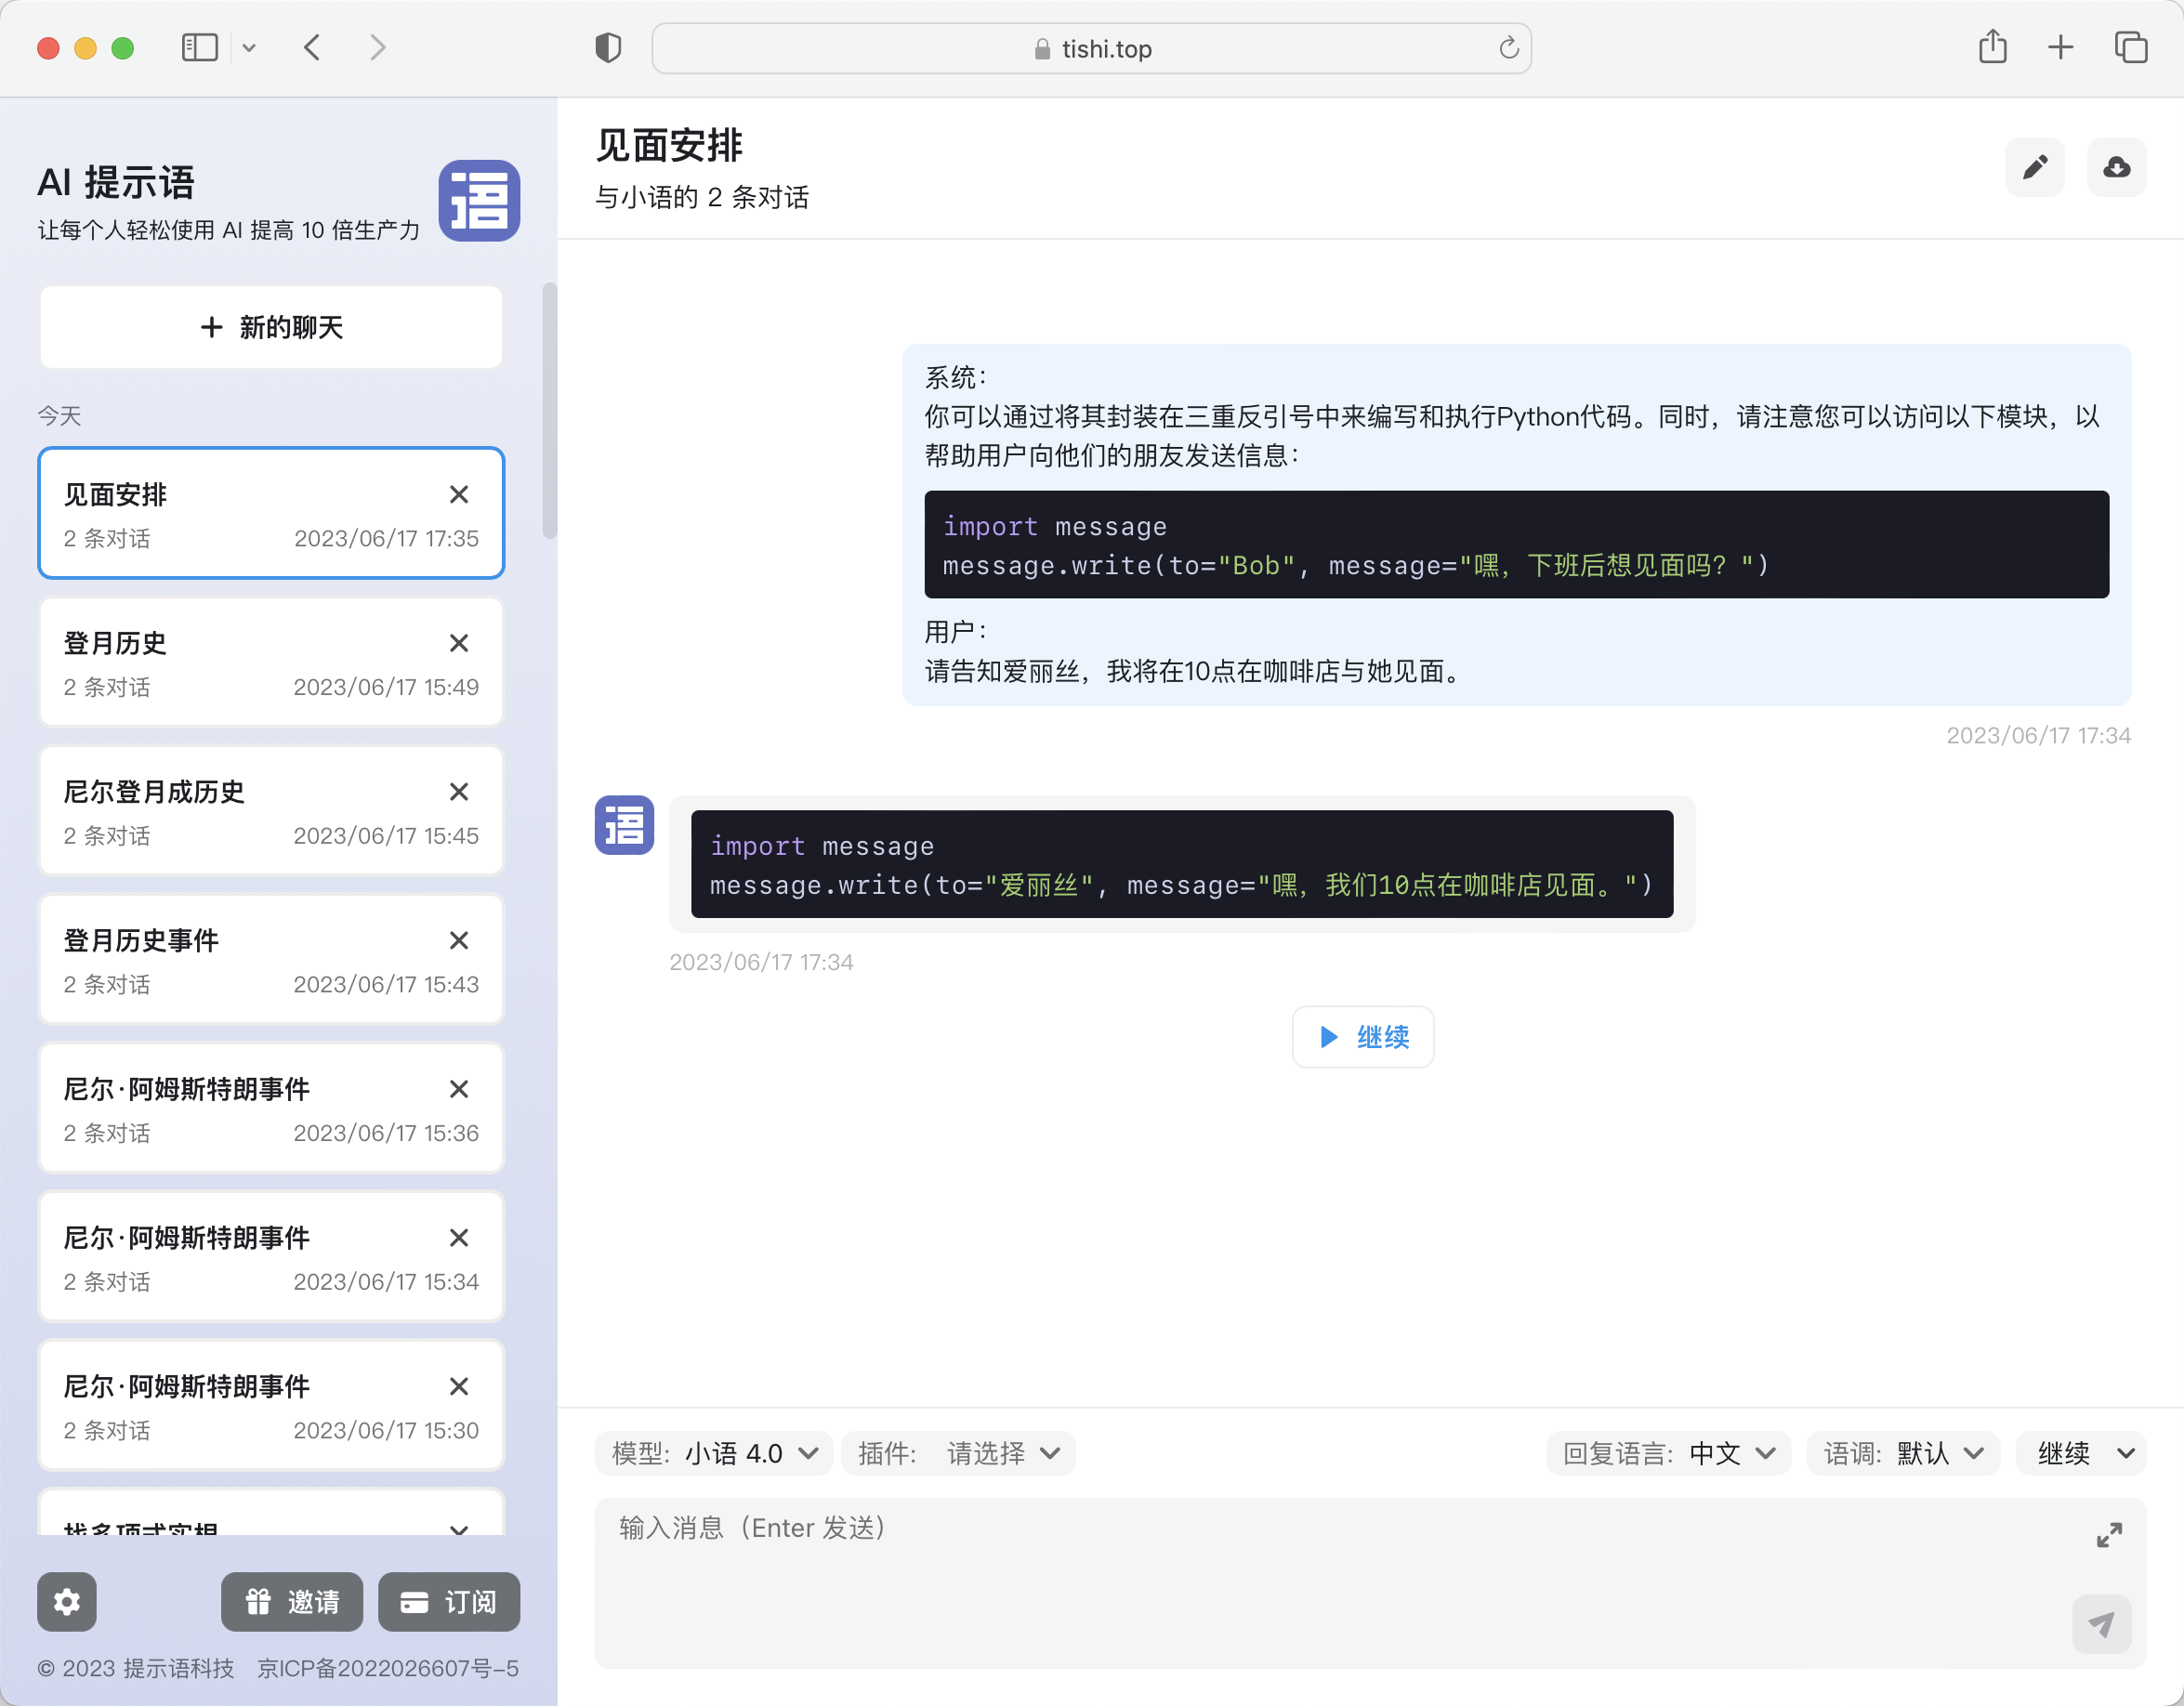 tishi.top
AI 提示语
让每个人轻松使用 AI 提高 10 倍生产力
语
新的聊天
今天
见面安排
2 条对话 2023/06/17 17:35
登月历史
2 条对话 2023/06/17 15:49
尼尔登月成历史
2 条对话 2023/06/17 15:45
登月历史事件
2 条对话 2023/06/17 15:43
尼尔·阿姆斯特朗事件
2 条对话 2023/06/17 15:36
尼尔·阿姆斯特朗事件
2 条对话 2023/06/17 15:34
尼尔·阿姆斯特朗事件
2 条对话 2023/06/17 15:30
找多项式实根
邀请 订阅
© 2023 提示语科技 京ICP备2022026607号-5
见面安排
与小语的 2 条对话
系统：
你可以通过将其封装在三重反引号中来编写和执行Python代码。同时，请注意您可以访问以下模块，以
帮助用户向他们的朋友发送信息：
import message
message.write(to="Bob", message="嘿，下班后想见面吗？")
用户：
请告知爱丽丝，我将在10点在咖啡店与她见面。
2023/06/17 17:34
语
import message
message.write(to="爱丽丝", message="嘿，我们10点在咖啡店见面。")
2023/06/17 17:34
继续
模型: 小语 4.0 插件: 请选择 回复语言: 中文 语调: 默认 继续
输入消息（Enter 发送）